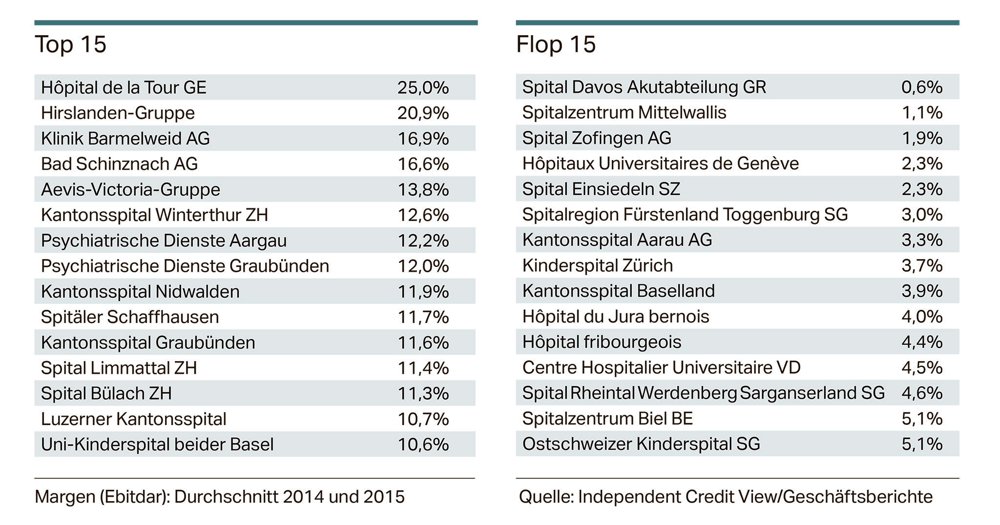 Top 15
Hôpital de la Tour GE 25,0%
Hirslanden-Gruppe 20,9%
Klinik Barmelweid AG 16,9%
Bad Schinznach AG 16,6%
Aevis-Victoria-Gruppe 13,8%
Kantonsspital Winterthur ZH 12,6%
Psychiatrische Dienste Aargau 12,2%
Psychiatrische Dienste Graubünden 12,0%
Kantonsspital Nidwalden 11,9%
Spitäler Schaffhausen 11,7%
Kantonsspital Graubünden 11,6%
Spital Limmattal ZH 11,4%
Spital Bülach ZH 11,3%
Luzerner Kantonsspital 10,7%
Uni-Kinderspital beider Basel 10,6%
Margen (Ebitdar): Durchschnitt 2014 und 2015
Flop 15
Spital Davos Akutabteilung GR 0,6%
Spitalzentrum Mittelwallis 1,1%
Spital Zofingen AG 1,9%
Hôpitaux Universitaires de Genève 2,3%
Spital Einsiedeln SZ 2,3%
Spitalregion Fürstenland Toggenburg SG 3,0%
Kantonsspital Aarau AG 3,3%
Kinderspital Zürich 3,7%
Kantonsspital Baselland 3,9%
Hôpital du Jura bernois 4,0%
Hôpital fribourgeois 4,4%
Centre Hospitalier Universitaire VD 4,5%
Spital Rheintal Werdenberg Sarganserland SG 4,6%
Spitalzentrum Biel BE 5,1%
Ostschweizer Kinderspital SG 5,1%
Quelle: Independent Credit View/Geschäftsberichte